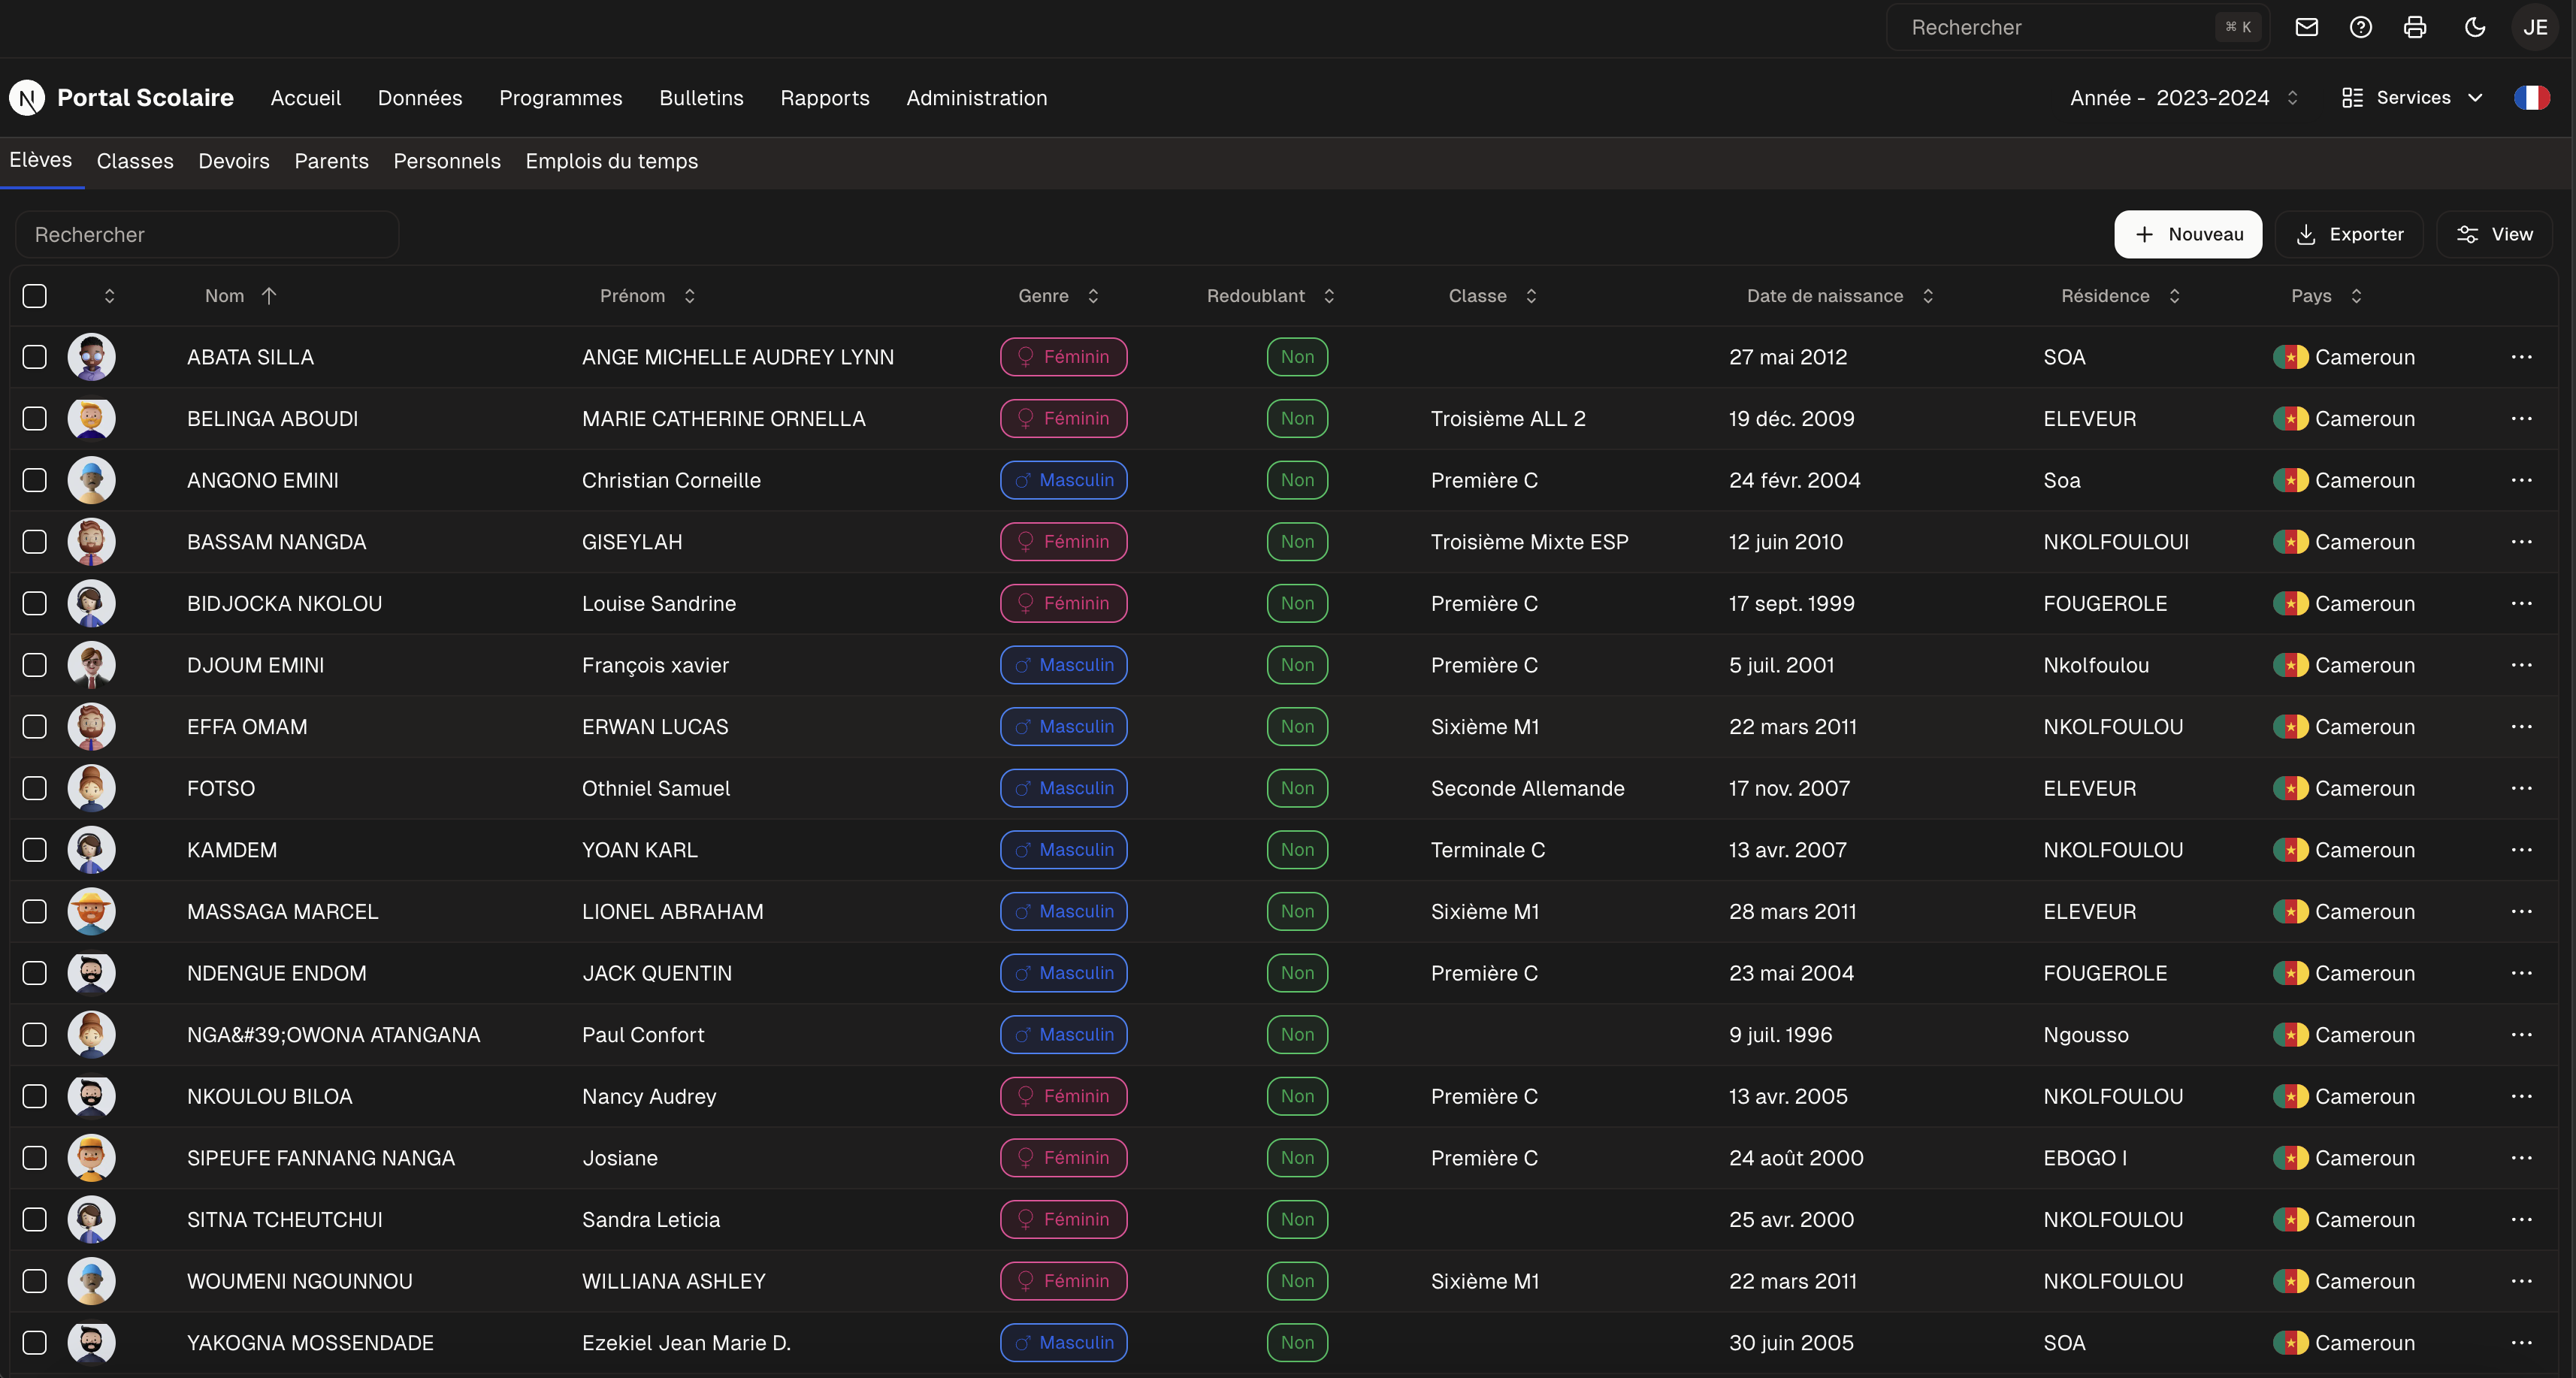 Rechercher ⌘ K JE
N Portal Scolaire Accueil Données Programmes Bulletins Rapports Administration Année - 2023-2024 Services
Elèves Classes Devoirs Parents Personnels Emplois du temps
Rechercher Nouveau Exporter View
Nom Prénom Genre Redoublant Classe Date de naissance Résidence Pays
ABATA SILLA ANGE MICHELLE AUDREY LYNN Féminin Non 27 mai 2012 SOA Cameroun
BELINGA ABOUDI MARIE CATHERINE ORNELLA Féminin Non Troisième ALL 2 19 déc. 2009 ELEVEUR Cameroun
ANGONO EMINI Christian Corneille Masculin Non Première C 24 févr. 2004 Soa Cameroun
BASSAM NANGDA GISEYLAH Féminin Non Troisième Mixte ESP 12 juin 2010 NKOLFOULOUI Cameroun
BIDJOCKA NKOLOU Louise Sandrine Féminin Non Première C 17 sept. 1999 FOUGEROLE Cameroun
DJOUM EMINI François xavier Masculin Non Première C 5 juil. 2001 Nkolfoulou Cameroun
EFFA OMAM ERWAN LUCAS Masculin Non Sixième M1 22 mars 2011 NKOLFOULOU Cameroun
FOTSO Othniel Samuel Masculin Non Seconde Allemande 17 nov. 2007 ELEVEUR Cameroun
KAMDEM YOAN KARL Masculin Non Terminale C 13 avr. 2007 NKOLFOULOU Cameroun
MASSAGA MARCEL LIONEL ABRAHAM Masculin Non Sixième M1 28 mars 2011 ELEVEUR Cameroun
NDENGUE ENDOM JACK QUENTIN Masculin Non Première C 23 mai 2004 FOUGEROLE Cameroun
NGA&#39;OWONA ATANGANA Paul Confort Masculin Non 9 juil. 1996 Ngousso Cameroun
NKOULOU BILOA Nancy Audrey Féminin Non Première C 13 avr. 2005 NKOLFOULOU Cameroun
SIPEUFE FANNANG NANGA Josiane Féminin Non Première C 24 août 2000 EBOGO I Cameroun
SITNA TCHEUTCHUI Sandra Leticia Féminin Non 25 avr. 2000 NKOLFOULOU Cameroun
WOUMENI NGOUNNOU WILLIANA ASHLEY Féminin Non Sixième M1 22 mars 2011 NKOLFOULOU Cameroun
YAKOGNA MOSSENDADE Ezekiel Jean Marie D. Masculin Non 30 juin 2005 SOA Cameroun